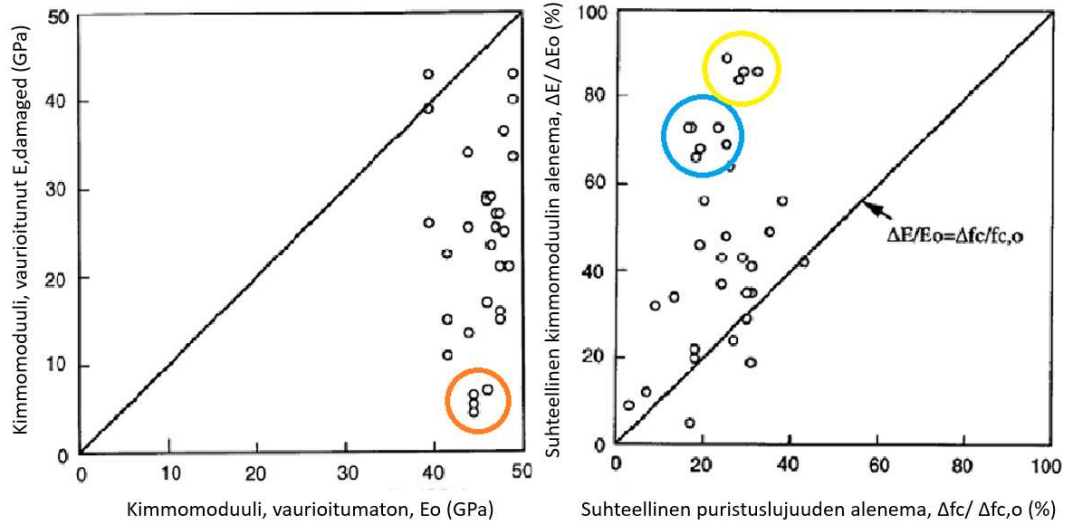 Kimmomoduuli, vaurioitunut E,damaged (GPa)
50
40
30
20
10
0
0 10 20 30 40 50
Kimmomoduuli, vaurioitumaton, Eo (GPa)
Suhteellinen kimmomoduulin alenema, ΔE/ ΔEo (%)
100
80
60
40
20
0
ΔE/Eo=Δfc/fc,o
0 20 40 60 80 100
Suhteellinen puristuslujuuden alenema, Δfc/ Δfc,o (%)